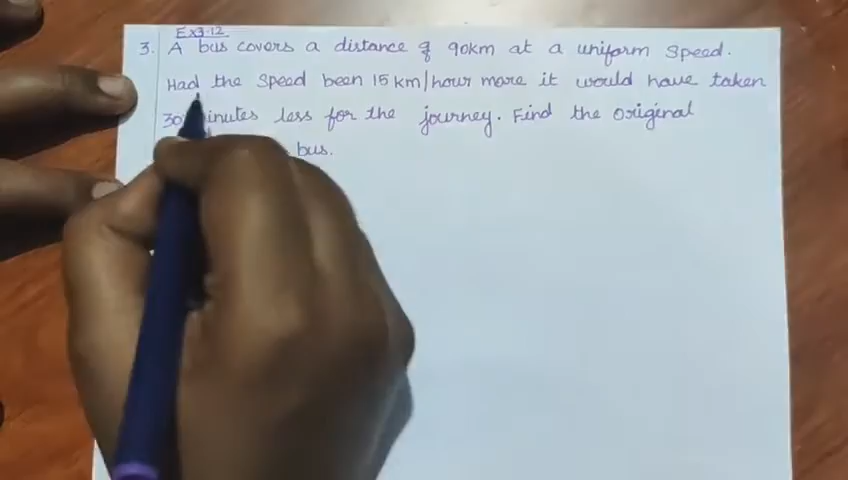 Ex3.12
3. A bus covers a distance of 90km at a uniform speed.
Had the speed been 15 km/hour more it would have taken
30 minutes less for the journey. Find the original
bus.